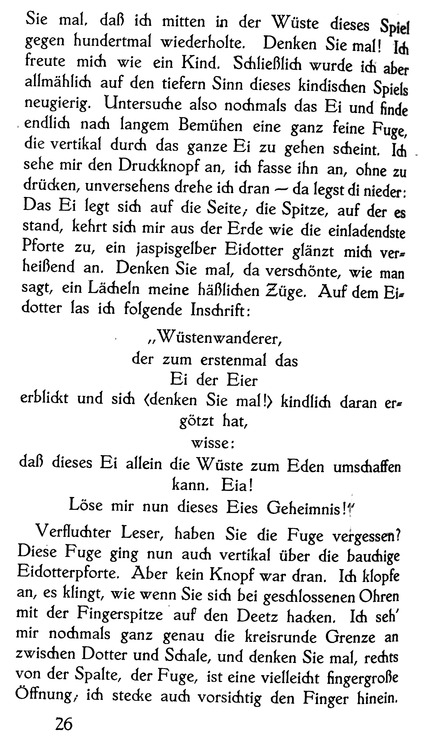 Sie mal, daß ich mitten in der Wüste dieses Spiel
gegen hundertmal wiederholte. Denken Sie mal! Ich
freute mich wie ein Kind. Schließlich wurde ich aber
allmählich auf den tiefern Sinn dieses kindischen Spiels
neugierig. Untersuche also nochmals das Ei und finde
endlich nach langem Bemühen eine ganz feine Fuge,
die vertikal durch das ganze Ei zu gehen scheint. Ich
sehe mir den Druckknopf an, ich fasse ihn an, ohne zu
drücken, unversehens drehe ich dran — da legst di nieder:
Das Ei legt sich auf die Seite, die Spitze, auf der es
stand, kehrt sich mir aus der Erde wie die einladendste
Pforte zu, ein jaspisgelber Eidotter glänzt mich ver-
heißend an. Denken Sie mal, da verschönte, wie man
sagt, ein Lächeln meine häßlichen Züge. Auf dem Ei-
dotter las ich folgende Inschrift:
„Wüstenwanderer,
der zum erstenmal das
Ei der Eier
erblickt und sich (denken Sie mal!) kindlich daran er-
götzt hat,
wisse:
daß dieses Ei allein die Wüste zum Eden umschaffen
kann. Eia!
Löse mir nun dieses Eies Geheimnis!“
Verfluchter Leser, haben Sie die Fuge vergessen?
Diese Fuge ging nun auch vertikal über die bauchige
Eidotterpforte. Aber kein Knopf war dran. Ich klopfe
an, es klingt, wie wenn Sie sich bei geschlossenen Ohren
mit der Fingerspitze auf den Deetz hacken. Ich seh'
mir nochmals ganz genau die kreisrunde Grenze an
zwischen Dotter und Schale, und denken Sie mal, rechts
von der Spalte, der Fuge, ist eine vielleicht fingergroße
Öffnung, ich stecke auch vorsichtig den Finger hinein.
26